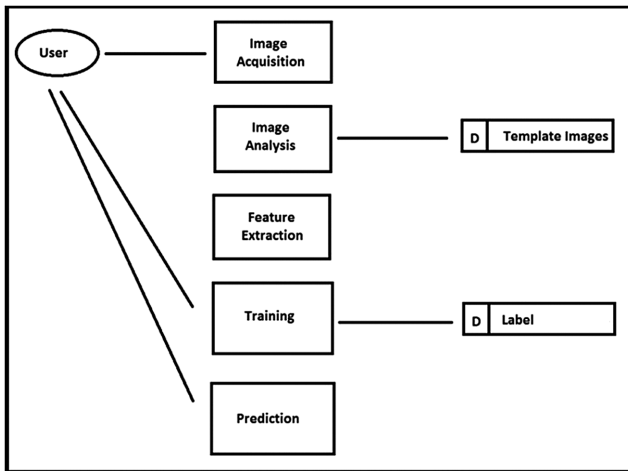 User
Image
Acquisition
Image
Analysis
D Template Images
Feature
Extraction
Training
D Label
Prediction